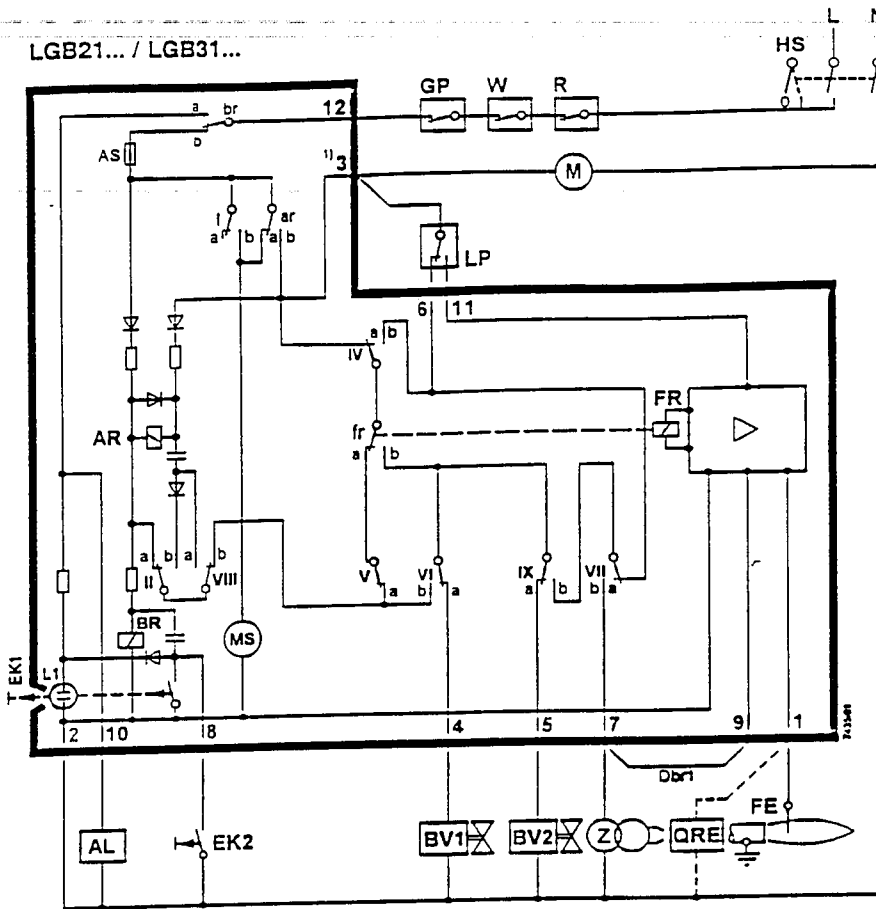 L N
HS
LGB21... / LGB31...
GP W R
a br 12
b
AS 1) 3 M
I ar
a b a b
LP
6 11
a b
IV
FR
fr
AR a b
a b a b
II VIII V a VI a IX a b VII b a
BR MS
EK1 L1
2 10 8 4 5 7 9 1
Dbr1
FE
AL EK2 BV1 BV2 Z QRE